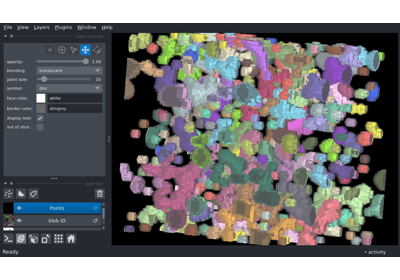 File View Layers Plugins Window Help
opacity: 1.00
blending: translucent
point size: 10
symbol: disc
face color: white
border color: dimgray
display text:
out of slice:
Points
blob ID
Ready
activity